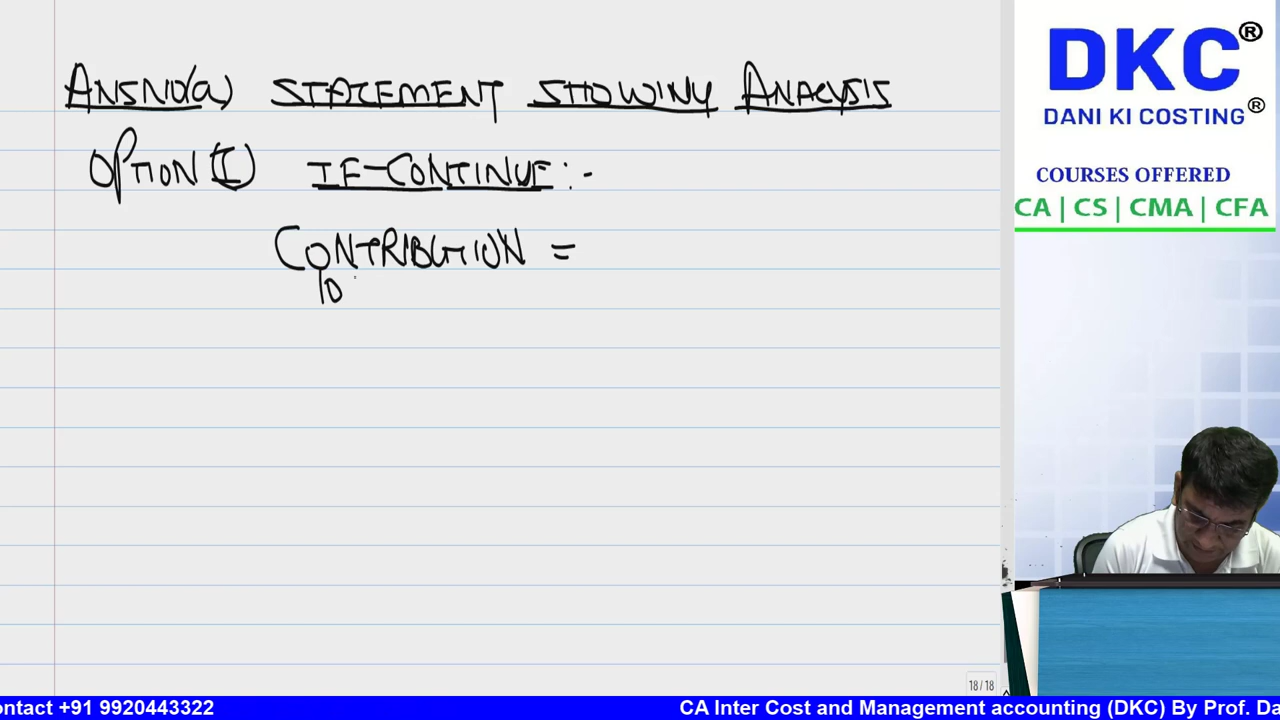 ANSNO(a) STATEMENT SHOWING ANALYSIS
OPTION (I) IF-CONTINUE :-
CONTRIBUTION =
10
DKC®
DANI KI COSTING®
COURSES OFFERED
CA | CS | CMA | CFA
18 / 18
ontact +91 9920443322
CA Inter Cost and Management accounting (DKC) By Prof. Da